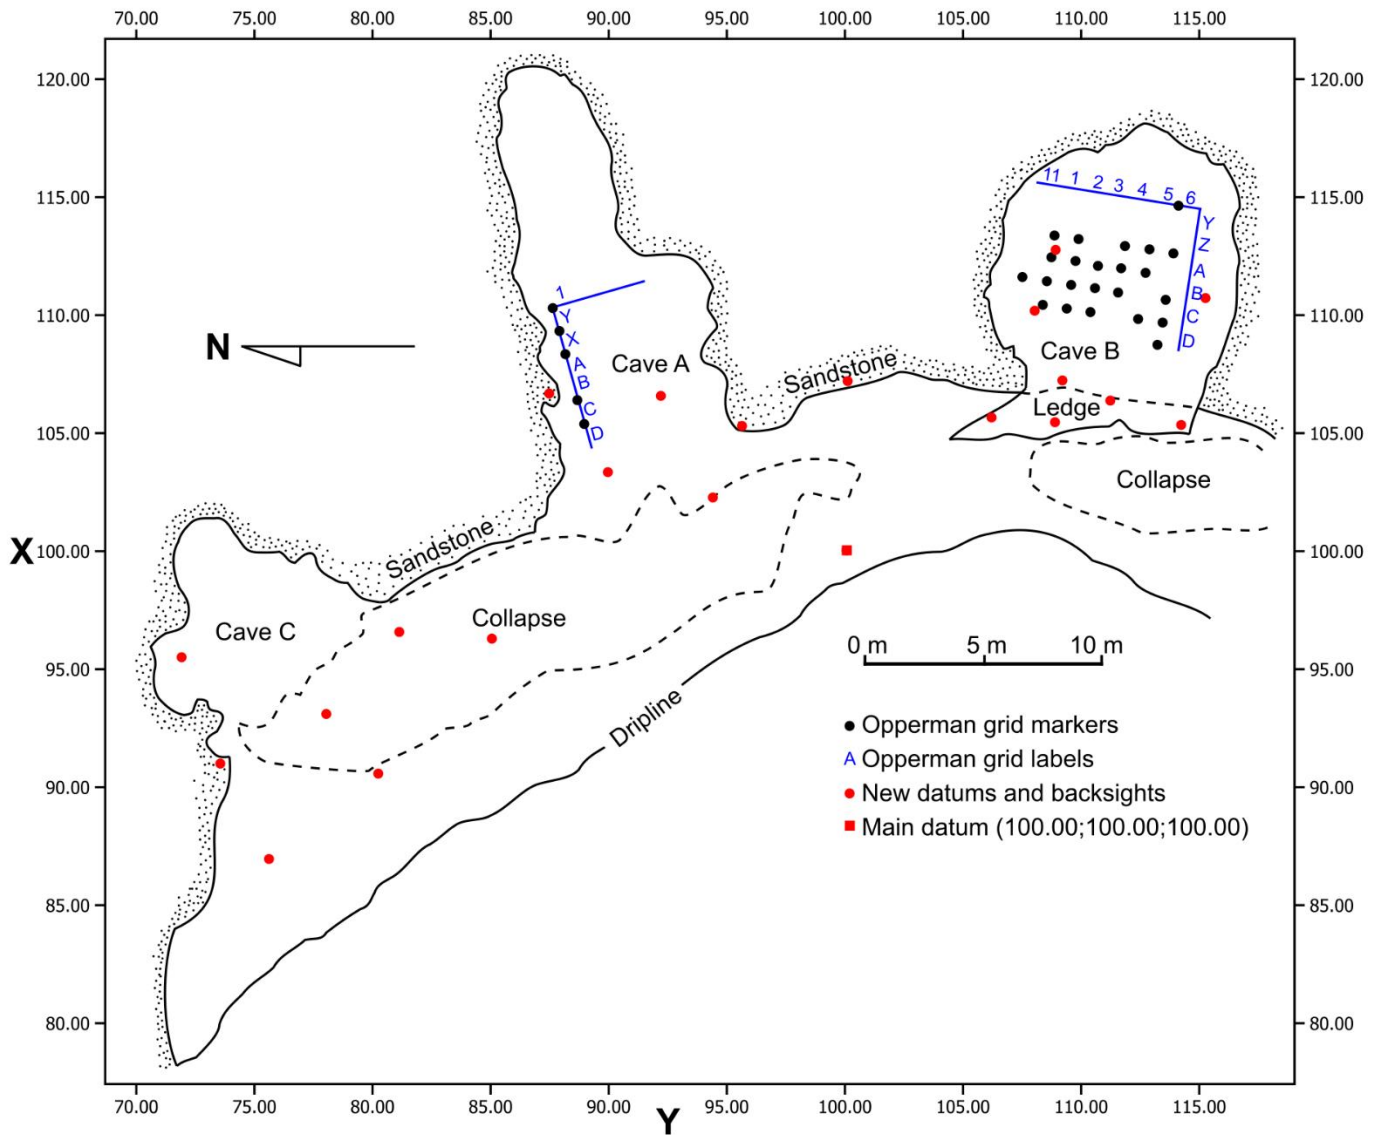 70.00 75.00 80.00 85.00 90.00 95.00 100.00 105.00 110.00 115.00
120.00 120.00
115.00 115.00
11 1 2 3 4 5 6
Y
Z
A
B
C
D
110.00 110.00
1
Y
X
A
B
C
D
N
Cave A
Sandstone
Cave B
Ledge
105.00 105.00
Collapse
X
100.00 100.00
Sandstone
Cave C
Collapse
0 m 5 m 10 m
95.00 95.00
Dripline
Opperman grid markers
A Opperman grid labels
90.00 90.00
New datums and backsights
Main datum (100.00;100.00;100.00)
85.00 85.00
80.00 80.00
70.00 75.00 80.00 85.00 90.00 95.00 100.00 105.00 110.00 115.00
Y